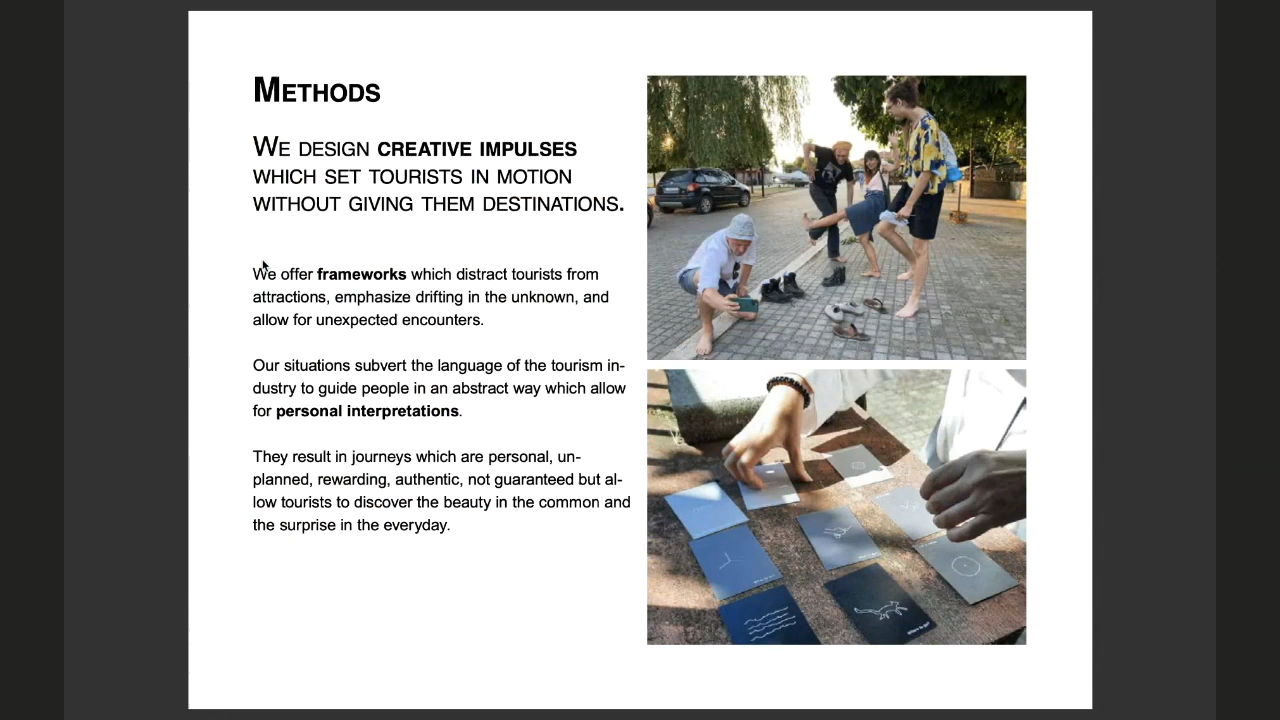 METHODS
WE DESIGN CREATIVE IMPULSES
WHICH SET TOURISTS IN MOTION
WITHOUT GIVING THEM DESTINATIONS.
We offer frameworks which distract tourists from
attractions, emphasize drifting in the unknown, and
allow for unexpected encounters.
Our situations subvert the language of the tourism in-
dustry to guide people in an abstract way which allow
for personal interpretations.
They result in journeys which are personal, un-
planned, rewarding, authentic, not guaranteed but al-
low tourists to discover the beauty in the common and
the surprise in the everyday.